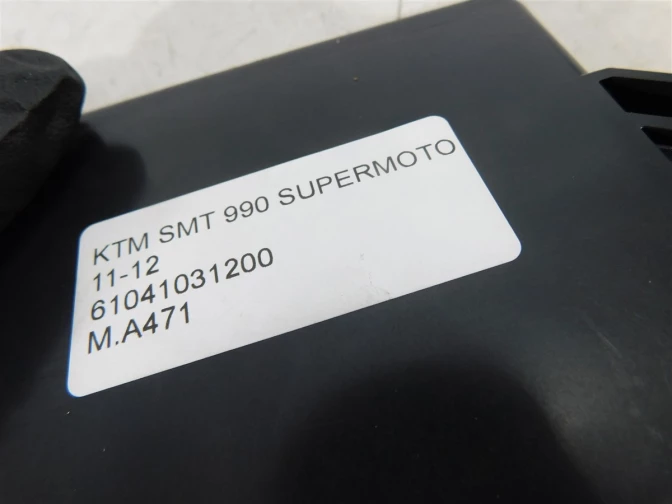 KTM SMT 990 SUPERMOTO
11-12
61041031200
M.A471